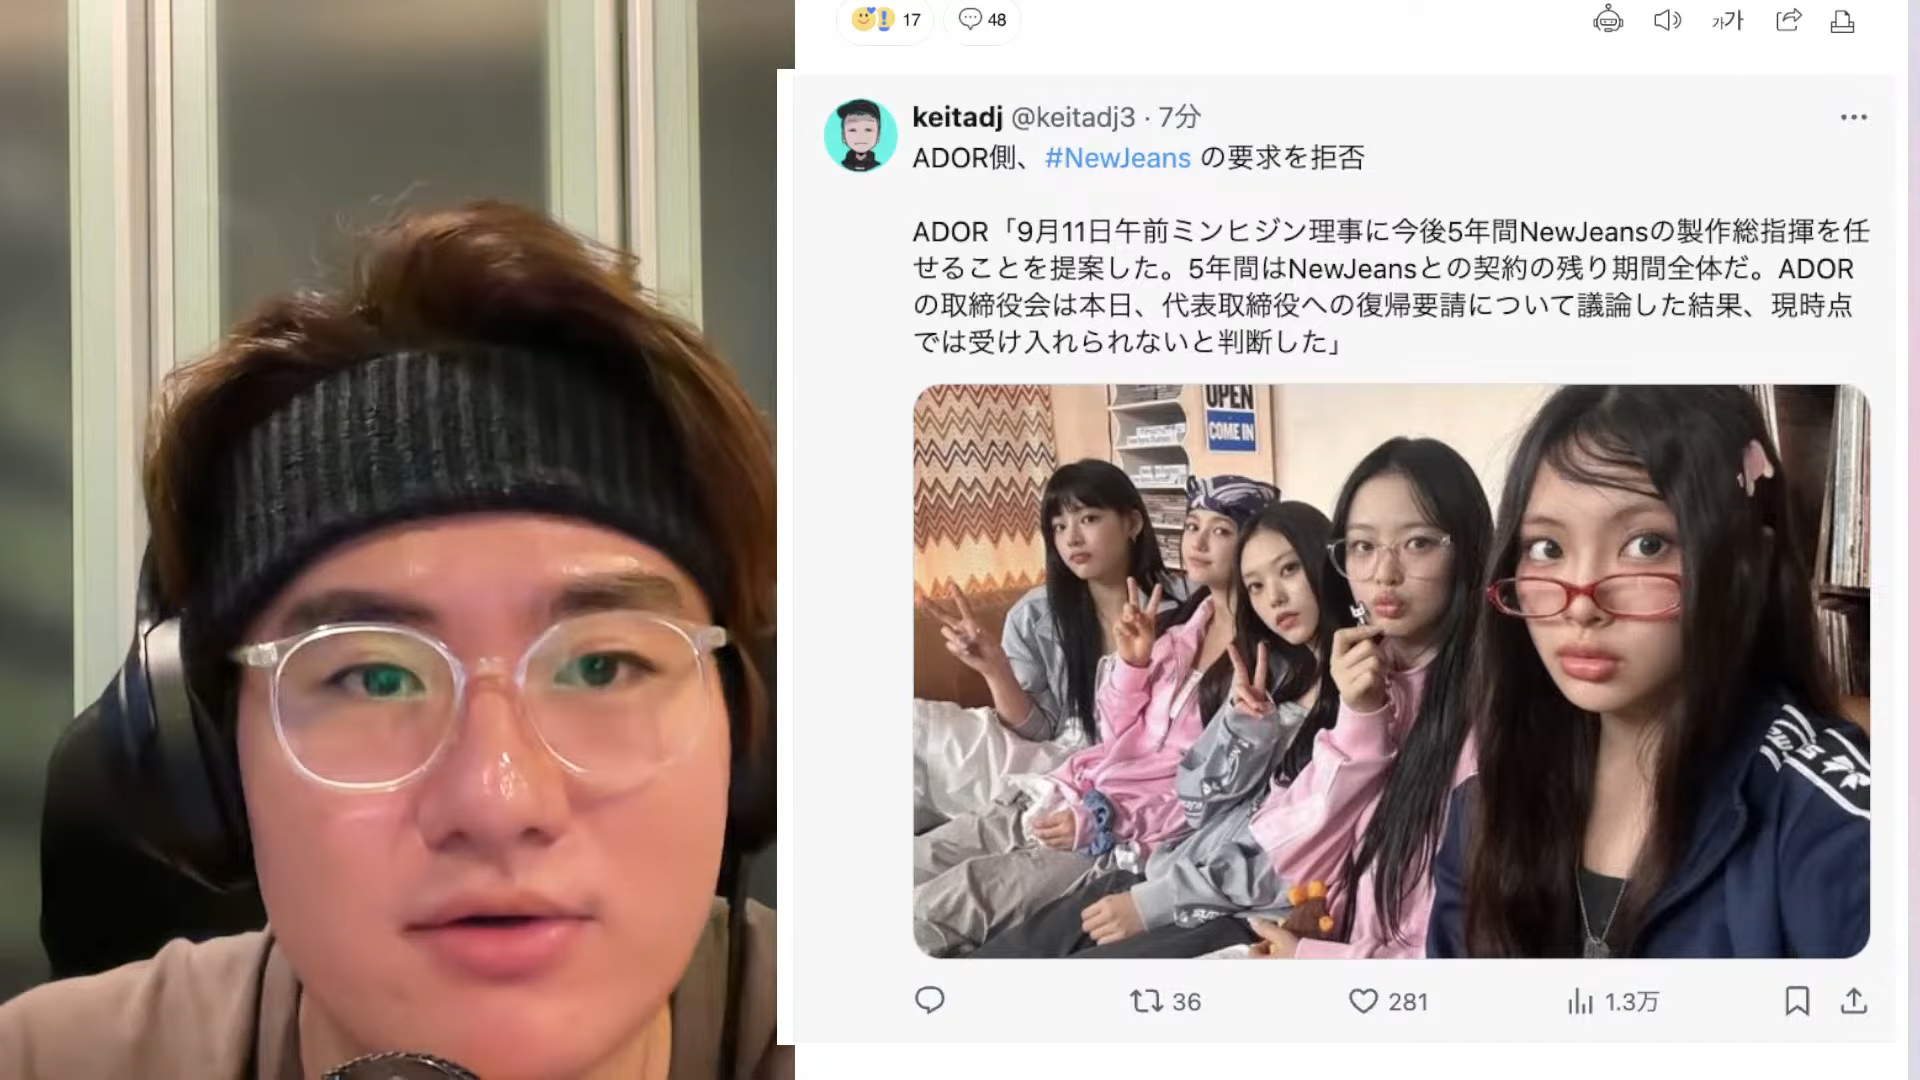 17
48
가가
keitadj @keitadj3 · 7分
ADOR側、#NewJeans の要求を拒否
ADOR「9月11日午前ミンヒジン理事に今後5年間NewJeansの製作総指揮を任
せることを提案した。5年間はNewJeansとの契約の残り期間全体だ。ADOR
の取締役会は本日、代表取締役への復帰要請について議論した結果、現時点
では受け入れられないと判断した」
OPEN
COME IN
36
281
1.3万